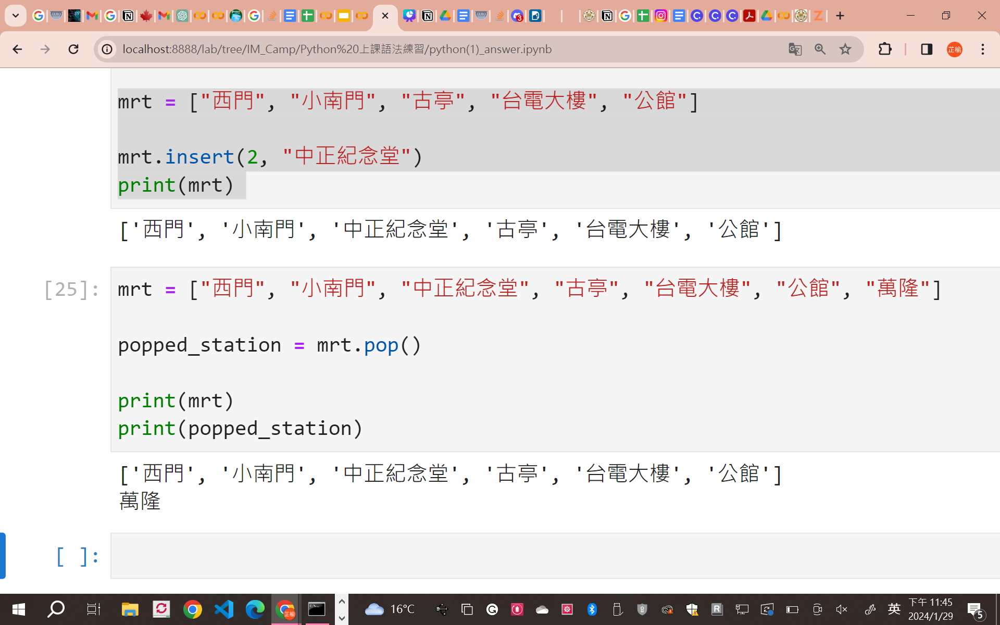 localhost:8888/lab/tree/IM_Camp/Python%20上課語法練習/python(1)_answer.ipynb
芷榆
mrt = ["西門", "小南門", "古亭", "台電大樓", "公館"]
mrt.insert(2, "中正紀念堂")
print(mrt)
['西門', '小南門', '中正紀念堂', '古亭', '台電大樓', '公館']
[25]:
mrt = ["西門", "小南門", "中正紀念堂", "古亭", "台電大樓", "公館", "萬隆"]
popped_station = mrt.pop()
print(mrt)
print(popped_station)
['西門', '小南門', '中正紀念堂', '古亭', '台電大樓', '公館']
萬隆
[ ]:
16°C
英
下午 11:45
2024/1/29
5